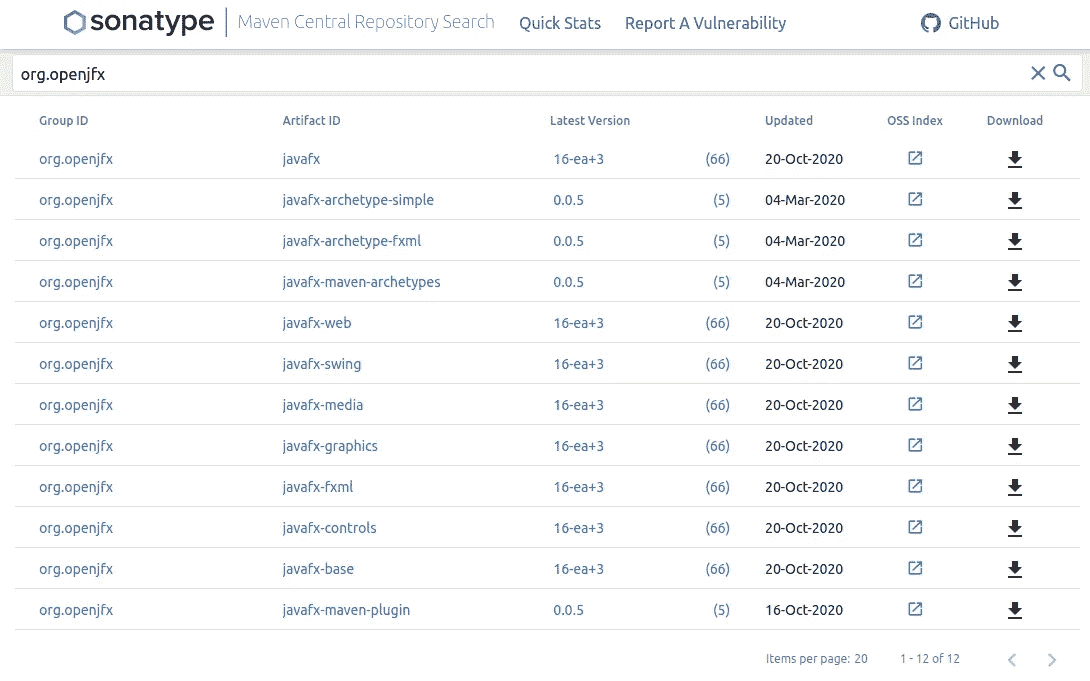 sonatype Maven Central Repository Search Quick Stats Report A Vulnerability GitHub
org.openjfx
Group ID Artifact ID Latest Version Updated OSS Index Download
org.openjfx javafx 16-ea+3 (66) 20-Oct-2020
org.openjfx javafx-archetype-simple 0.0.5 (5) 04-Mar-2020
org.openjfx javafx-archetype-fxml 0.0.5 (5) 04-Mar-2020
org.openjfx javafx-maven-archetypes 0.0.5 (5) 04-Mar-2020
org.openjfx javafx-web 16-ea+3 (66) 20-Oct-2020
org.openjfx javafx-swing 16-ea+3 (66) 20-Oct-2020
org.openjfx javafx-media 16-ea+3 (66) 20-Oct-2020
org.openjfx javafx-graphics 16-ea+3 (66) 20-Oct-2020
org.openjfx javafx-fxml 16-ea+3 (66) 20-Oct-2020
org.openjfx javafx-controls 16-ea+3 (66) 20-Oct-2020
org.openjfx javafx-base 16-ea+3 (66) 20-Oct-2020
org.openjfx javafx-maven-plugin 0.0.5 (5) 16-Oct-2020
Items per page: 20 1 - 12 of 12